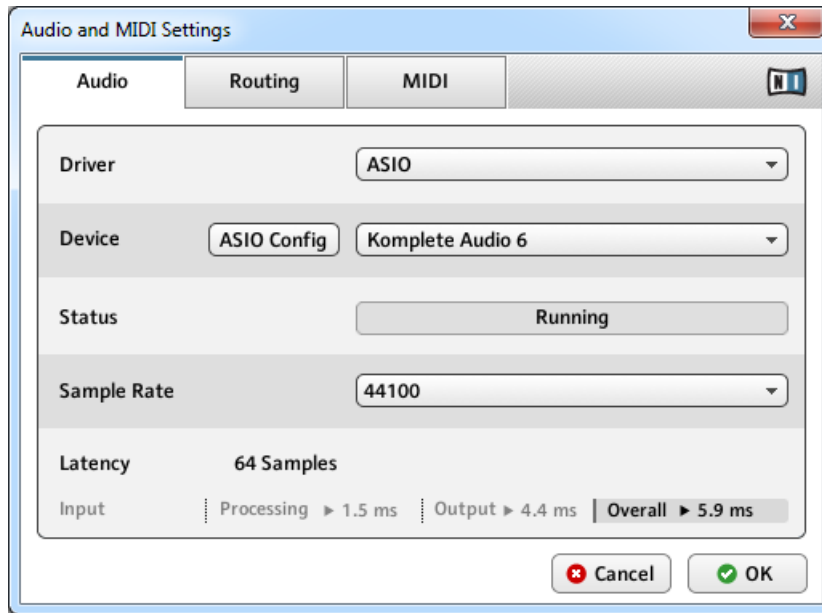 Audio and MIDI Settings
Audio Routing MIDI NI
Driver ASIO
Device ASIO Config Komplete Audio 6
Status Running
Sample Rate 44100
Latency 64 Samples
Input Processing ▸ 1.5 ms Output ▸ 4.4 ms Overall ▸ 5.9 ms
Cancel OK